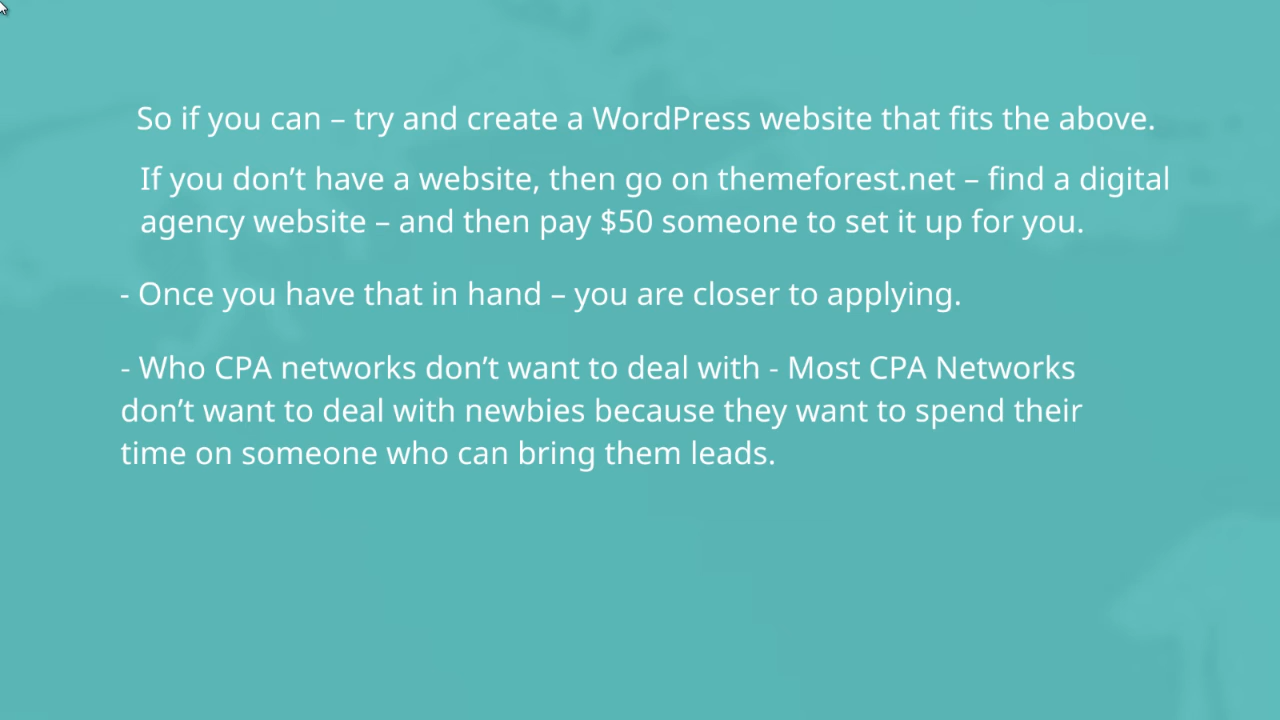 So if you can – try and create a WordPress website that fits the above.
If you don’t have a website, then go on themeforest.net – find a digital
agency website – and then pay $50 someone to set it up for you.
- Once you have that in hand – you are closer to applying.
- Who CPA networks don’t want to deal with - Most CPA Networks
don’t want to deal with newbies because they want to spend their
time on someone who can bring them leads.